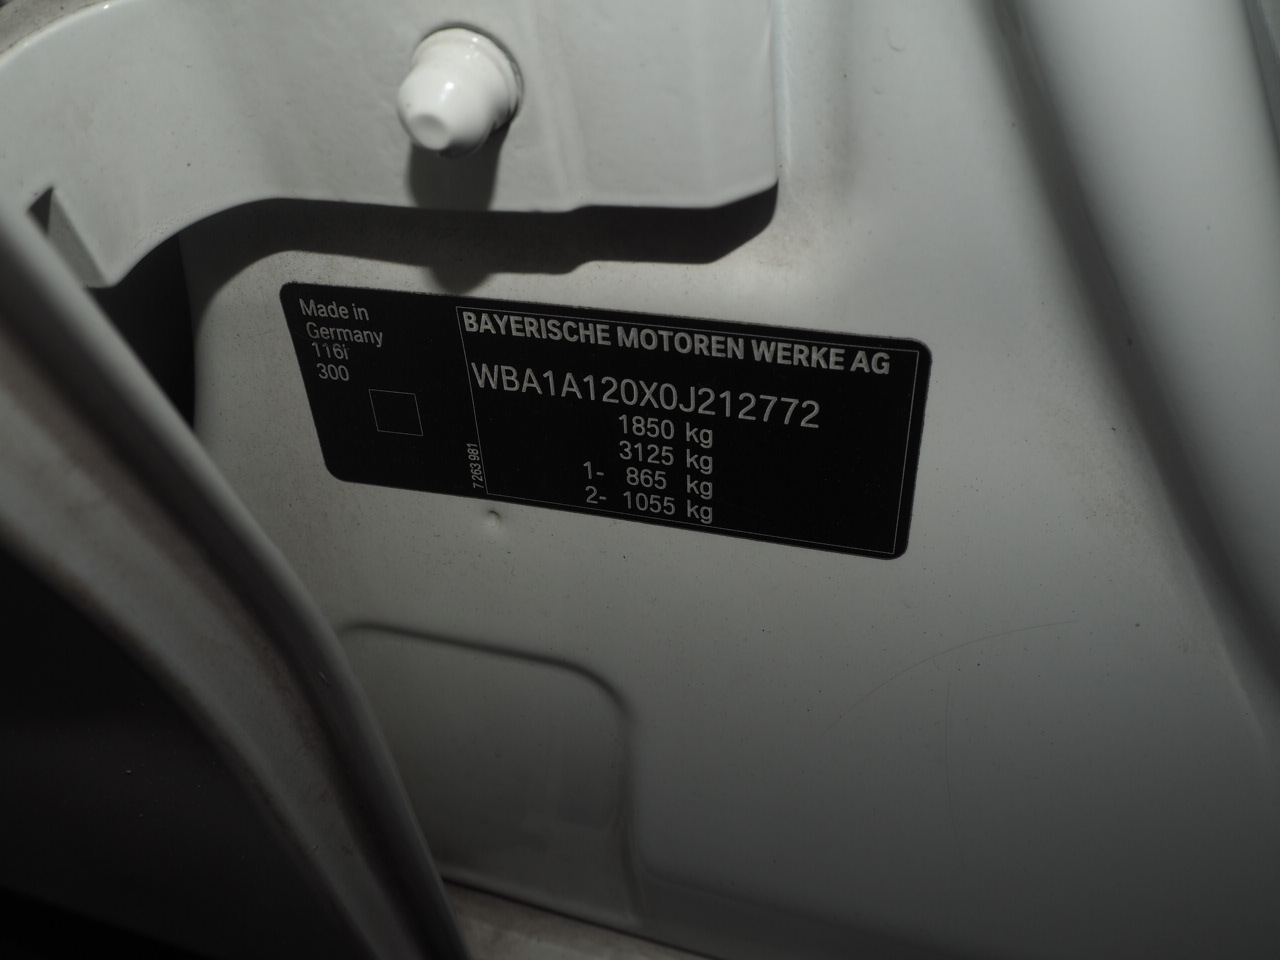 Made in
Germany
116i
300
7 263 981
BAYERISCHE MOTOREN WERKE AG
WBA1A120X0J212772
1850 kg
3125 kg
1- 865 kg
2- 1055 kg